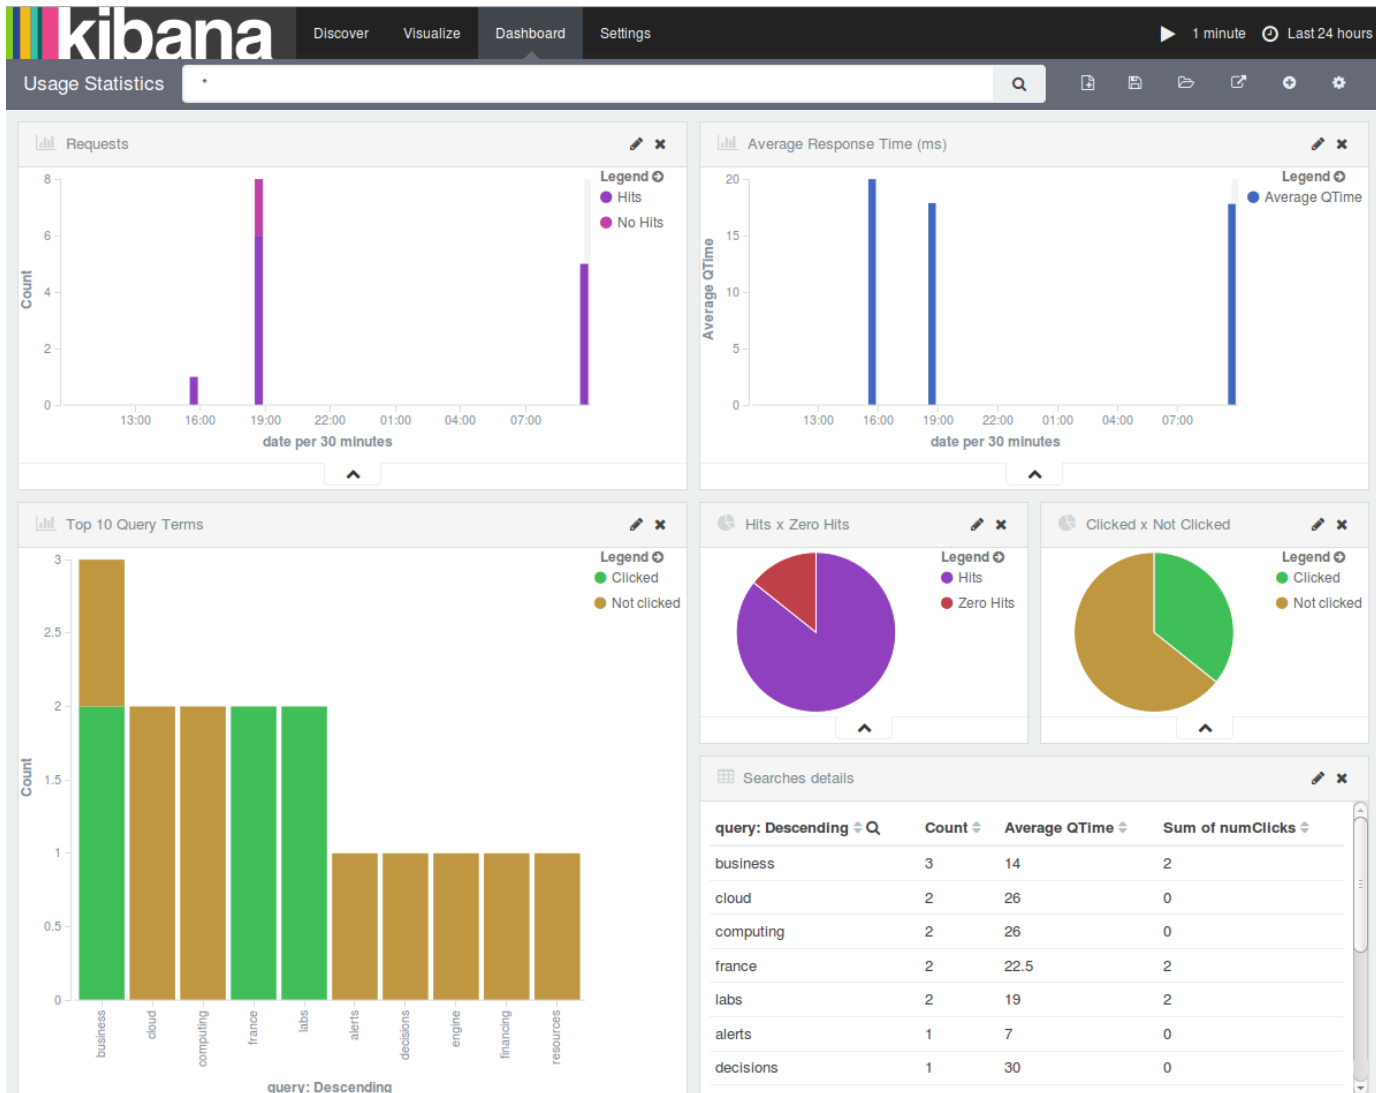 kibana
Discover Visualize Dashboard Settings 1 minute Last 24 hours
Usage Statistics *
Requests
Legend
Hits
No Hits
8
6
4
2
0
Count
13:00 16:00 19:00 22:00 01:00 04:00 07:00
date per 30 minutes
Average Response Time (ms)
Legend
Average QTime
20
15
10
5
0
Average QTime
13:00 16:00 19:00 22:00 01:00 04:00 07:00
date per 30 minutes
Top 10 Query Terms
Legend
Clicked
Not clicked
3
2.5
2
1.5
1
0.5
0
Count
business cloud computing france labs alerts decisions engine financing resources
query: Descending
Hits x Zero Hits
Legend
Hits
Zero Hits
Clicked x Not Clicked
Legend
Clicked
Not clicked
Searches details
query: Descending Count Average QTime Sum of numClicks
business 3 14 2
cloud 2 26 0
computing 2 26 0
france 2 22.5 2
labs 2 19 2
alerts 1 7 0
decisions 1 30 0